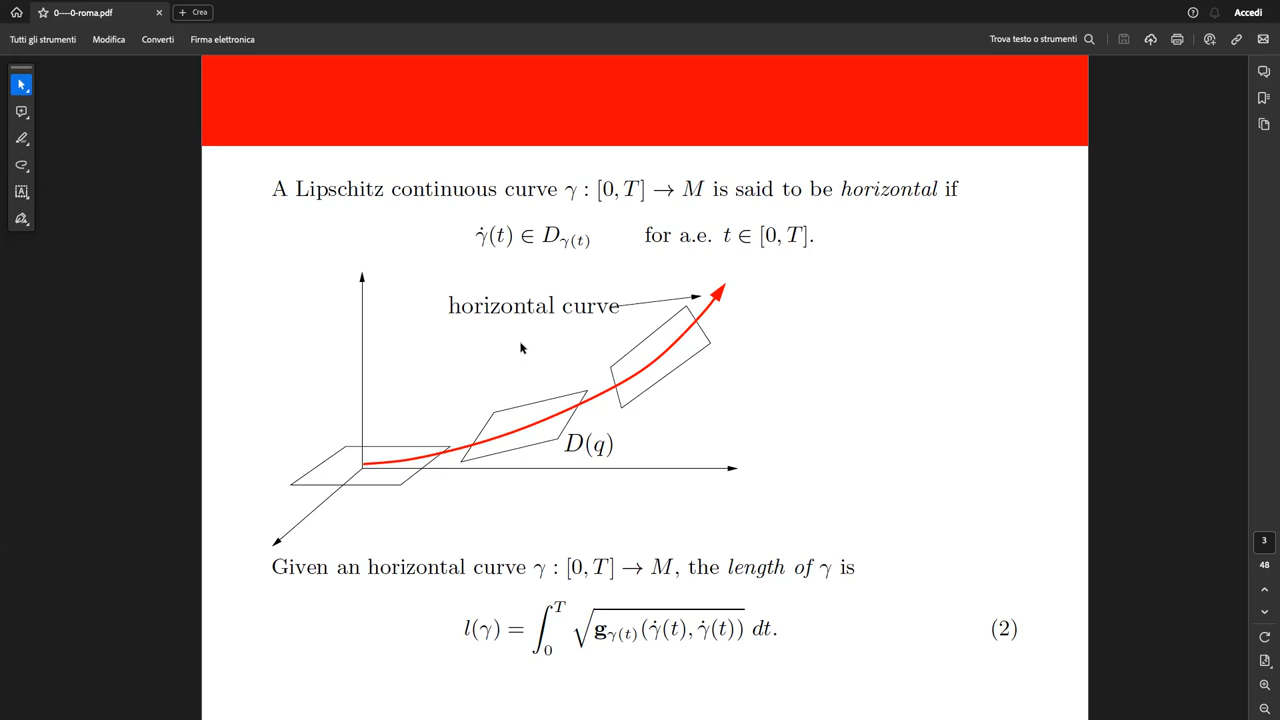 0----0-roma.pdf
Crea
Accedi
Tutti gli strumenti Modifica Converti Firma elettronica Trova testo o strumenti
A Lipschitz continuous curve γ : [0, T] → M is said to be horizontal if
γ̇(t) ∈ D_{γ(t)} for a.e. t ∈ [0, T].
horizontal curve
D(q)
Given an horizontal curve γ : [0, T] → M, the length of γ is
l(γ) = ∫_0^T √(g_{γ(t)}(γ̇(t), γ̇(t))) dt. (2)
3
48